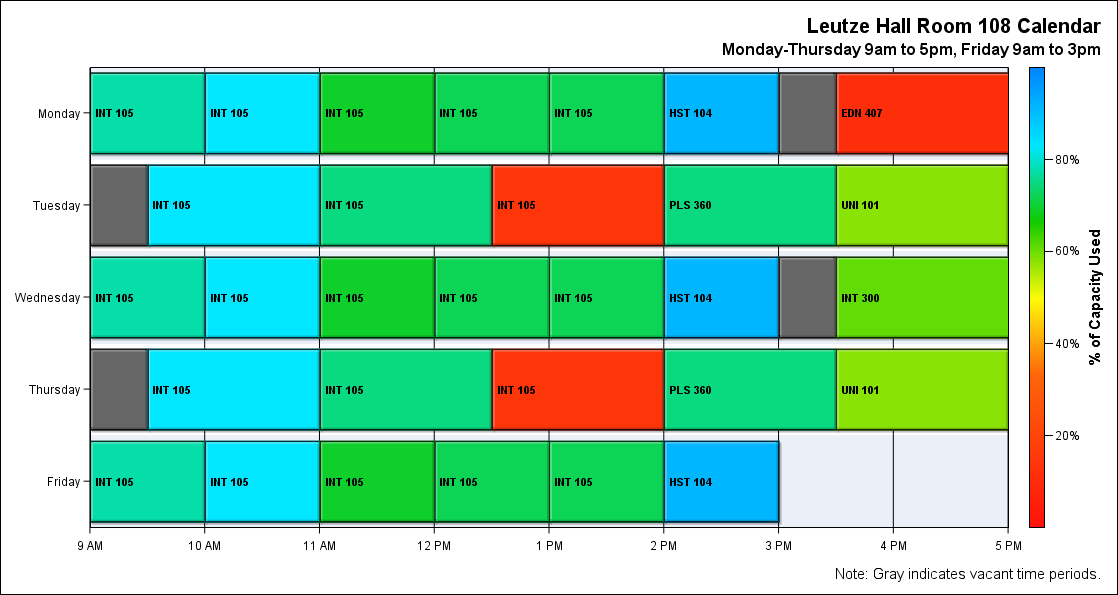 Leutze Hall Room 108 Calendar
Monday-Thursday 9am to 5pm, Friday 9am to 3pm
Monday
INT 105
INT 105
INT 105
INT 105
INT 105
HST 104
EDN 407
Tuesday
INT 105
INT 105
INT 105
PLS 360
UNI 101
Wednesday
INT 105
INT 105
INT 105
INT 105
INT 105
HST 104
INT 300
Thursday
INT 105
INT 105
INT 105
PLS 360
UNI 101
Friday
INT 105
INT 105
INT 105
INT 105
INT 105
HST 104
9 AM
10 AM
11 AM
12 PM
1 PM
2 PM
3 PM
4 PM
5 PM
80%
60%
40%
20%
% of Capacity Used
Note: Gray indicates vacant time periods.